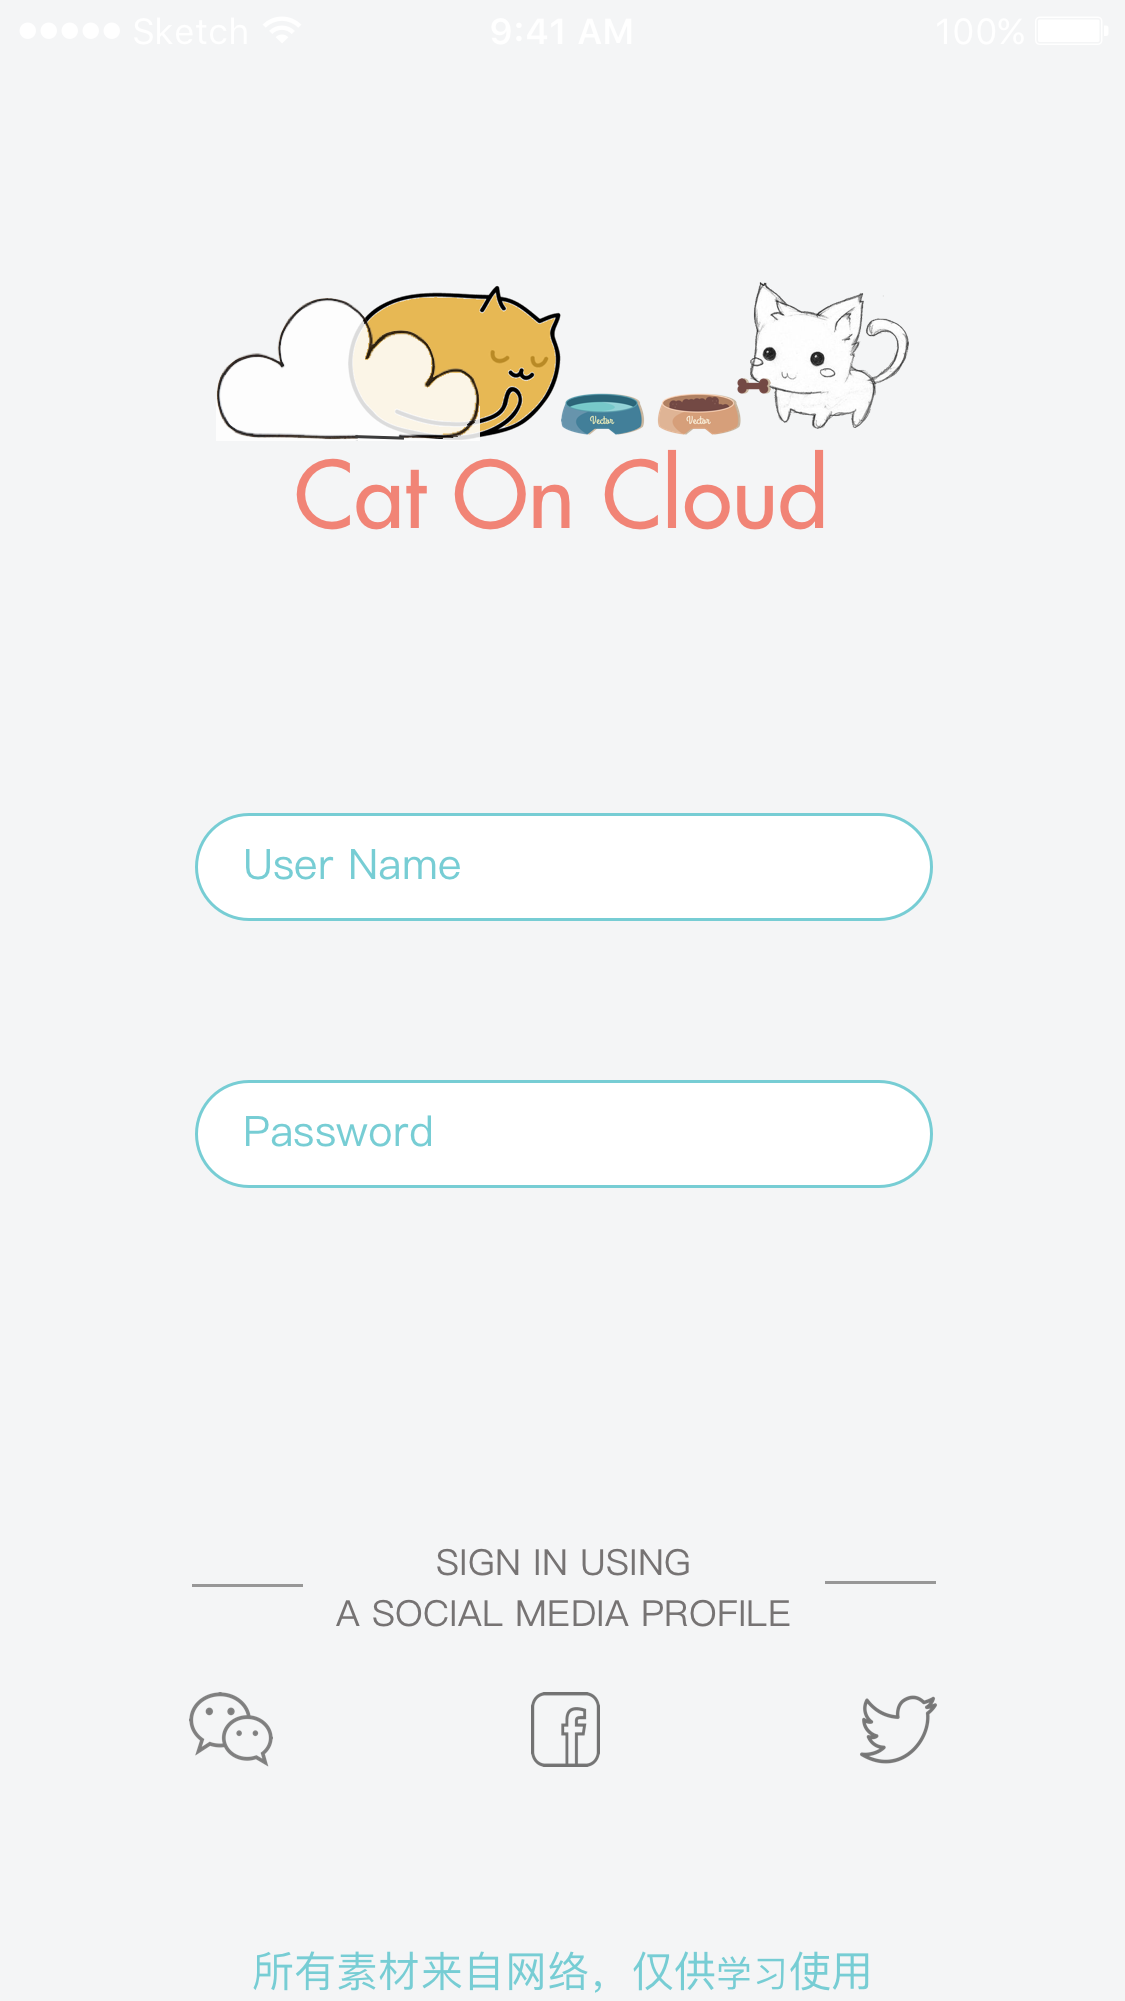 Sketch 9:41 AM 100%
Vector Vector
Cat On Cloud
User Name
Password
SIGN IN USING
A SOCIAL MEDIA PROFILE
所有素材来自网络，仅供学习使用